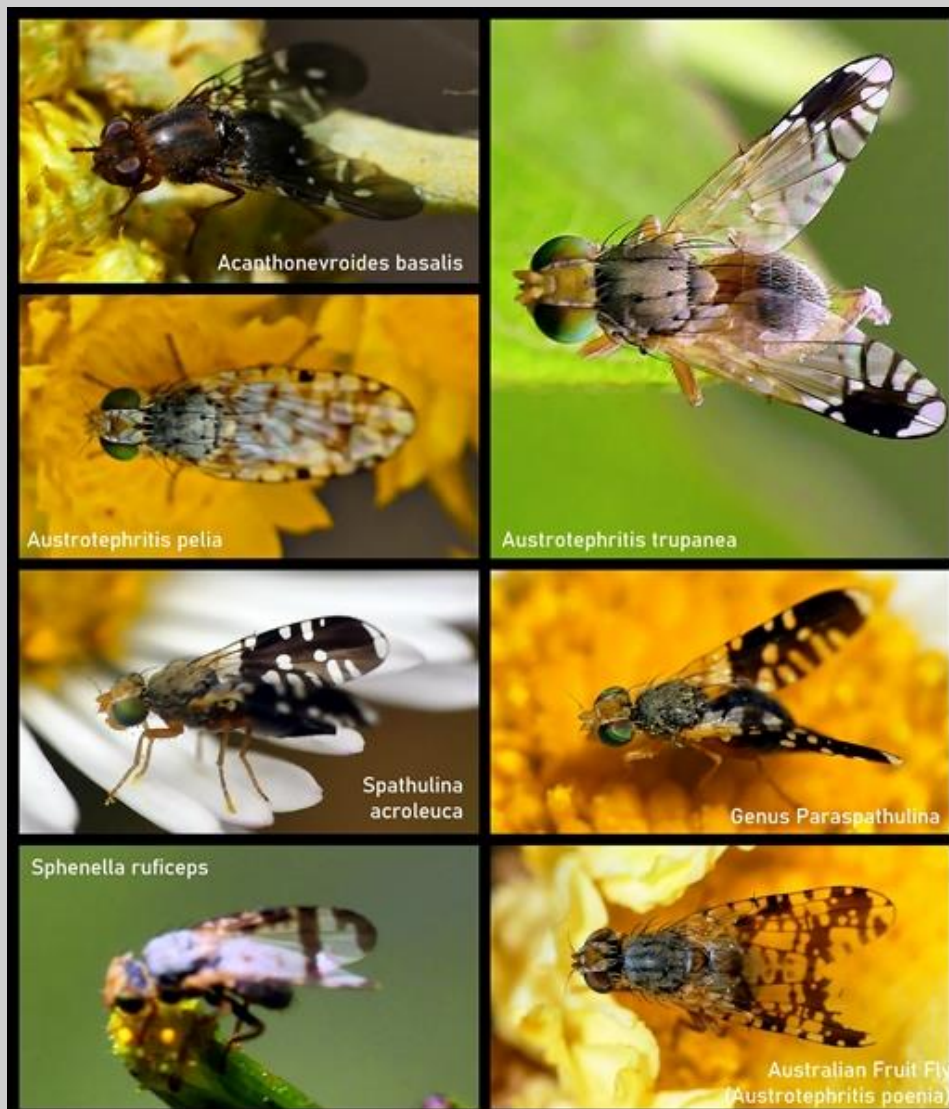 Acanthonevroides basalis
Austrotephritis pelia
Austrotephritis trupanea
Spathulina
acroleuca
Genus Paraspathulina
Sphenella ruficeps
Australian Fruit Fly
(Austrotephritis poenia)